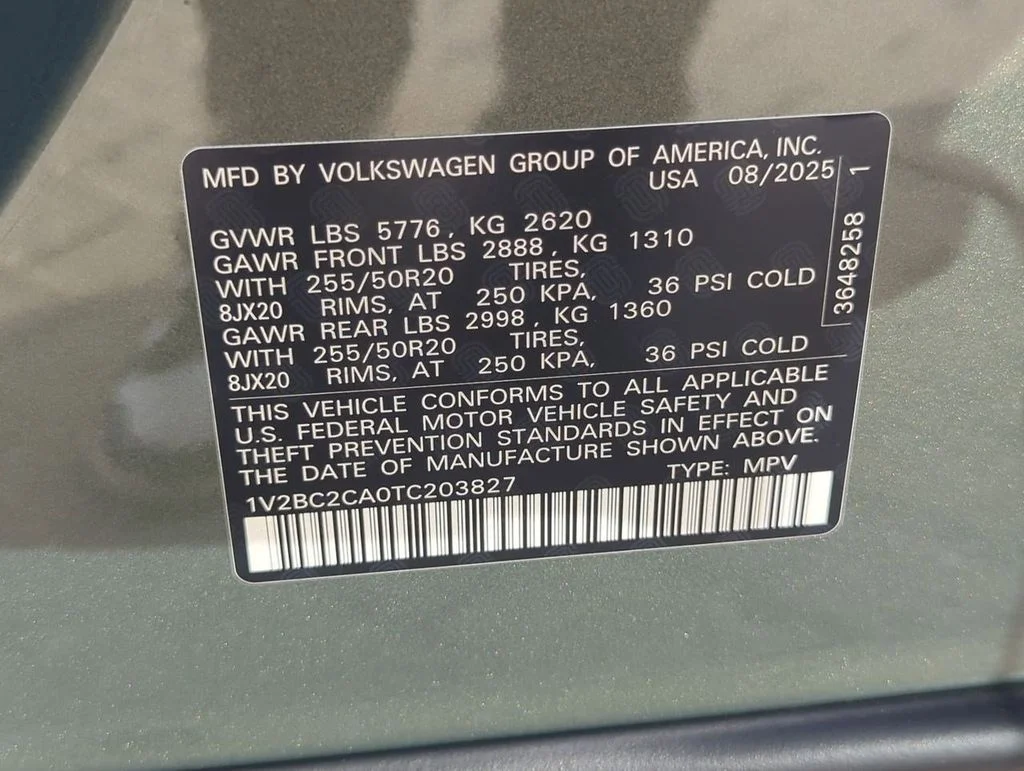 MFD BY VOLKSWAGEN GROUP OF AMERICA, INC.
USA 08/2025
GVWR LBS 5776, KG 2620
GAWR FRONT LBS 2888, KG 1310
WITH 255/50R20 TIRES,
8JX20 RIMS, AT 250 KPA, 36 PSI COLD
GAWR REAR LBS 2998, KG 1360
WITH 255/50R20 TIRES,
8JX20 RIMS, AT 250 KPA, 36 PSI COLD
3648258 1
THIS VEHICLE CONFORMS TO ALL APPLICABLE
U.S. FEDERAL MOTOR VEHICLE SAFETY AND
THEFT PREVENTION STANDARDS IN EFFECT ON
THE DATE OF MANUFACTURE SHOWN ABOVE.
1V2BC2CA0TC203827 TYPE: MPV